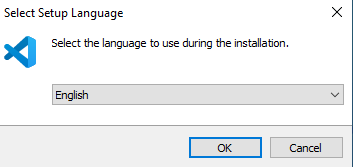 Select Setup Language
Select the language to use during the installation.
English
OK
Cancel